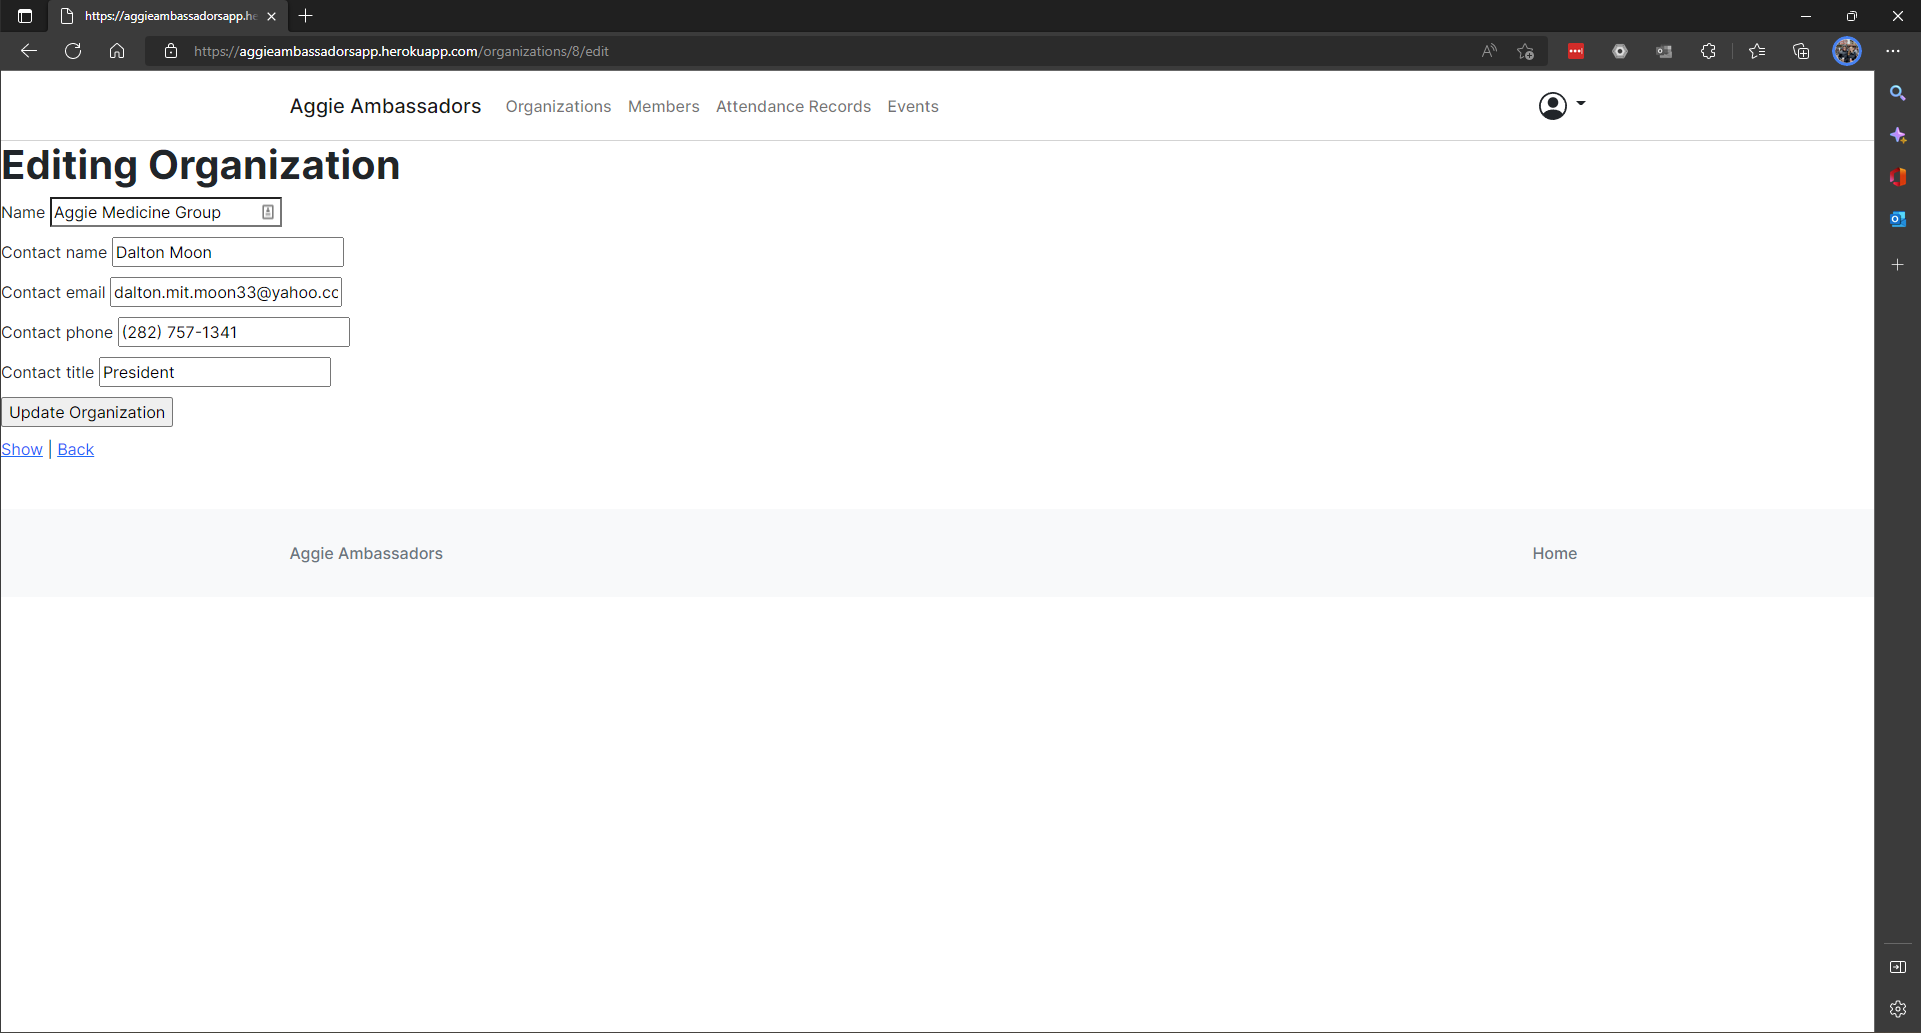 https://aggieambassadorsapp.he
https://aggieambassadorsapp.herokuapp.com/organizations/8/edit
Aggie Ambassadors Organizations Members Attendance Records Events
Editing Organization
Name Aggie Medicine Group
Contact name Dalton Moon
Contact email dalton.mit.moon33@yahoo.cc
Contact phone (282) 757-1341
Contact title President
Update Organization
Show | Back
Aggie Ambassadors Home